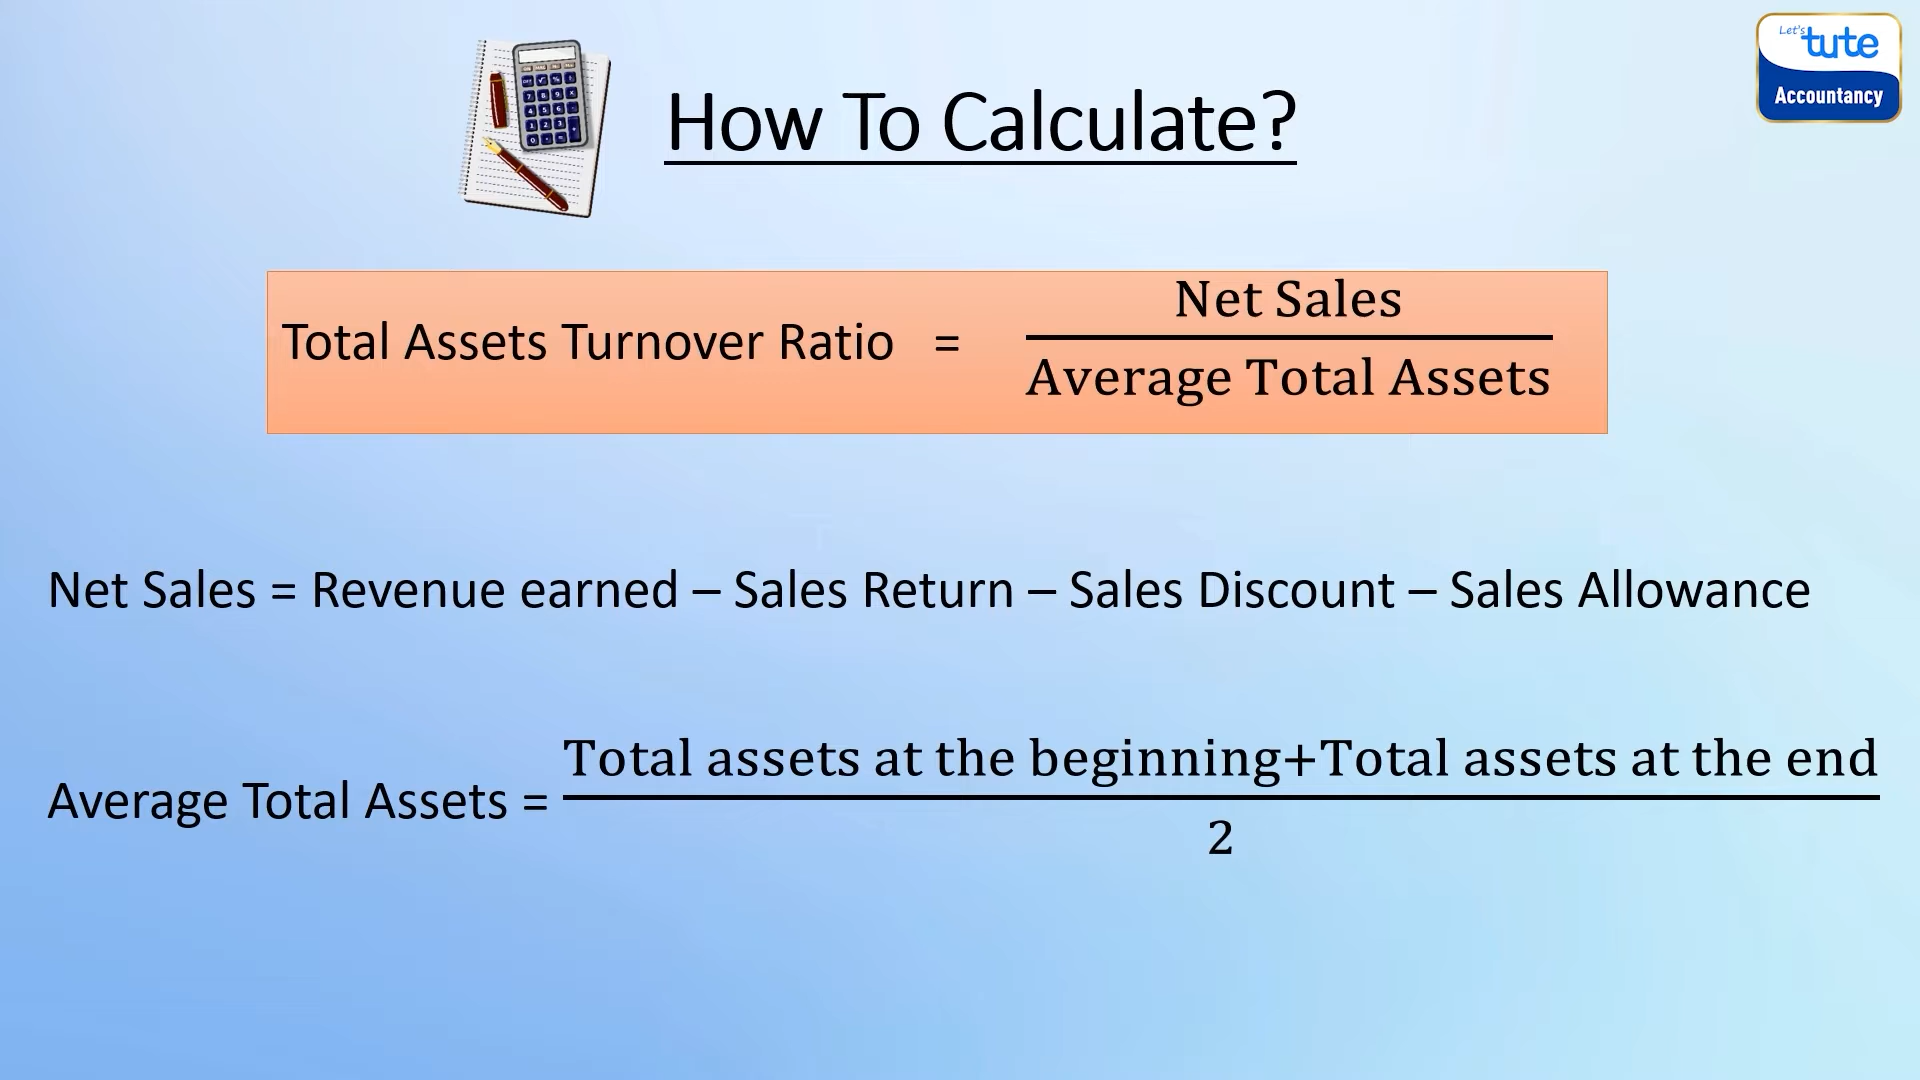 Let's
tute
Accountancy
How To Calculate?
Total Assets Turnover Ratio = Net Sales
Average Total Assets
Net Sales = Revenue earned – Sales Return – Sales Discount – Sales Allowance
Average Total Assets = Total assets at the beginning+Total assets at the end
2